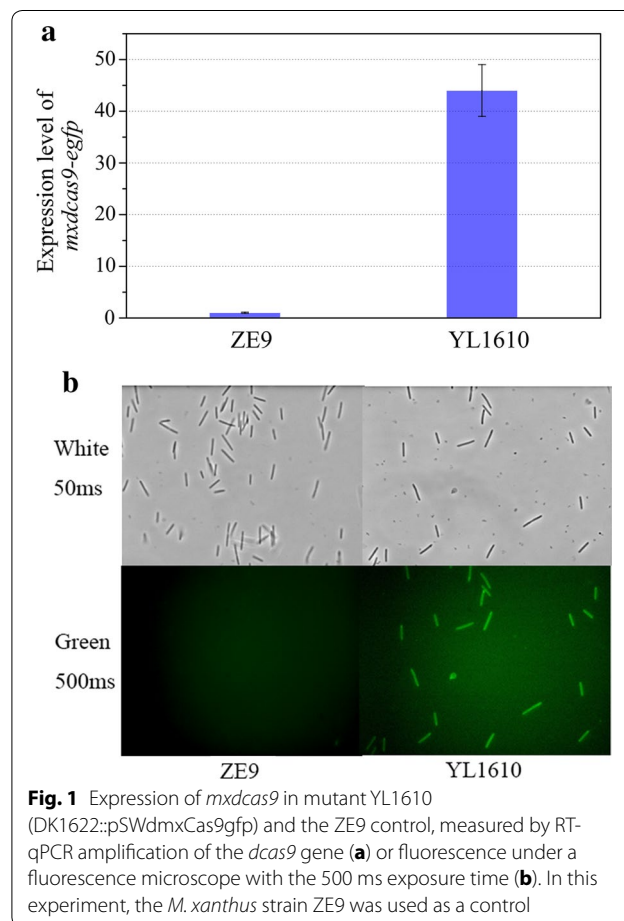 a
Expression level of
mxdcas9-egfp
50
40
30
20
10
0
ZE9
YL1610
b
White
50ms
Green
500ms
ZE9
YL1610
Fig. 1 Expression of mxdcas9 in mutant YL1610
(DK1622::pSWdmxCas9gfp) and the ZE9 control, measured by RT-
qPCR amplification of the dcas9 gene (a) or fluorescence under a
fluorescence microscope with the 500 ms exposure time (b). In this
experiment, the M. xanthus strain ZE9 was used as a control